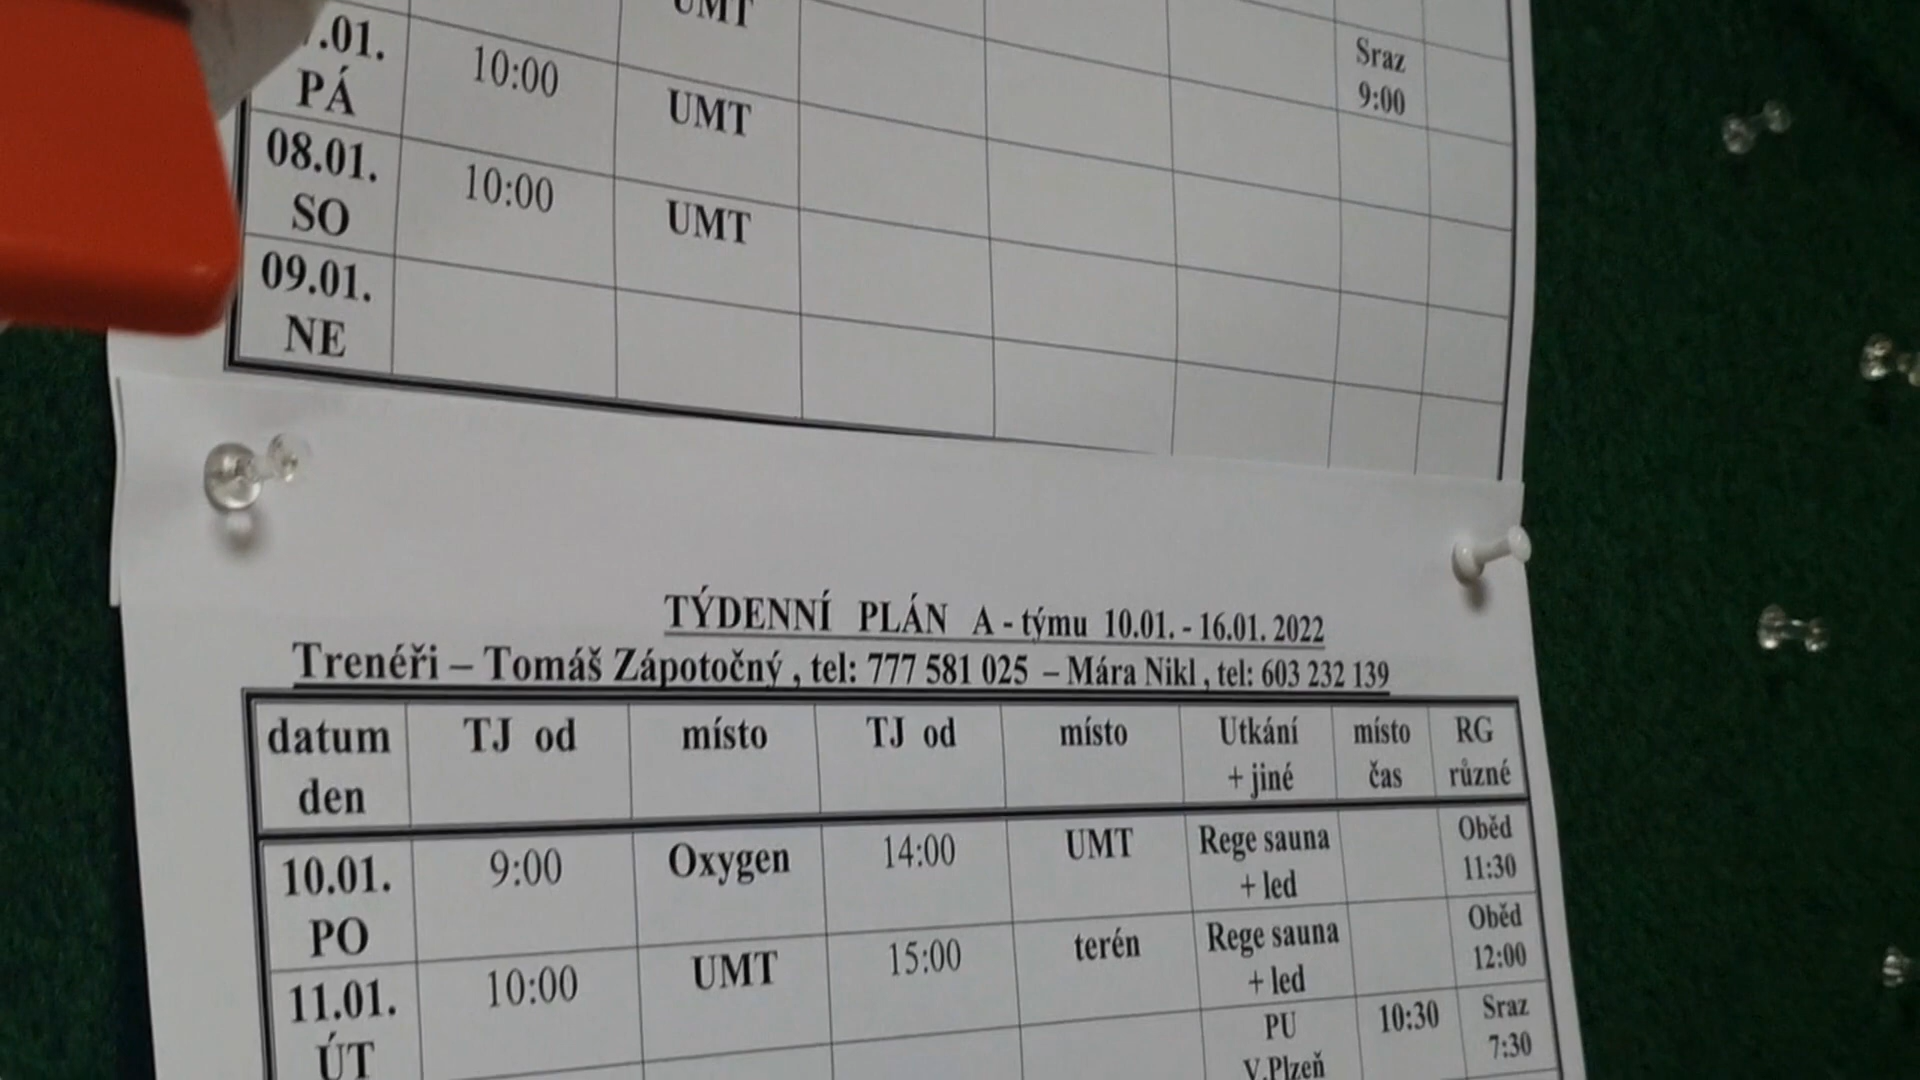 UMT
.01. 10:00 Sraz
PÁ UMT 9:00
08.01. 10:00
SO UMT
09.01.
NE
TÝDENNÍ PLÁN A - týmu 10.01. - 16.01. 2022
Trenéři – Tomáš Zápotočný , tel: 777 581 025 – Mára Nikl , tel: 603 232 139
datum TJ od místo TJ od místo Utkání místo RG
den + jiné čas různé
10.01. 9:00 Oxygen 14:00 UMT Rege sauna Oběd
PO + led 11:30
11.01. 10:00 UMT 15:00 terén Rege sauna Oběd
ÚT + led 12:00
PU 10:30 Sraz
V.Plzeň 7:30